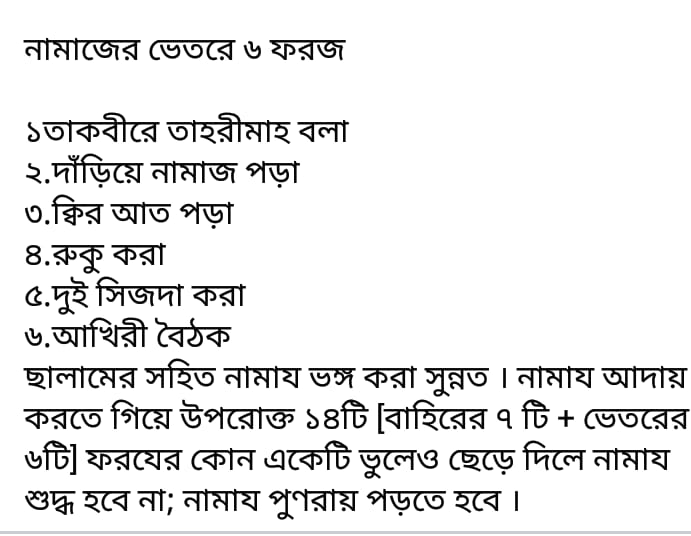 নামাজের ভেতরে ৬ ফরজ
১তাকবীরে তাহরীমাহ বলা
২.দাঁড়িয়ে নামাজ পড়া
৩.ক্বির আত পড়া
৪.রুকু করা
৫.দুই সিজদা করা
৬.আখিরী বৈঠক
ছালামের সহিত নামায ভঙ্গ করা সুন্নত । নামায আদায়
করতে গিয়ে উপরোক্ত ১৪টি [বাহিরের ৭ টি + ভেতরের
৬টি] ফরযের কোন একেটি ভুলেও ছেড়ে দিলে নামায
শুদ্ধ হবে না; নামায পুণরায় পড়তে হবে ।